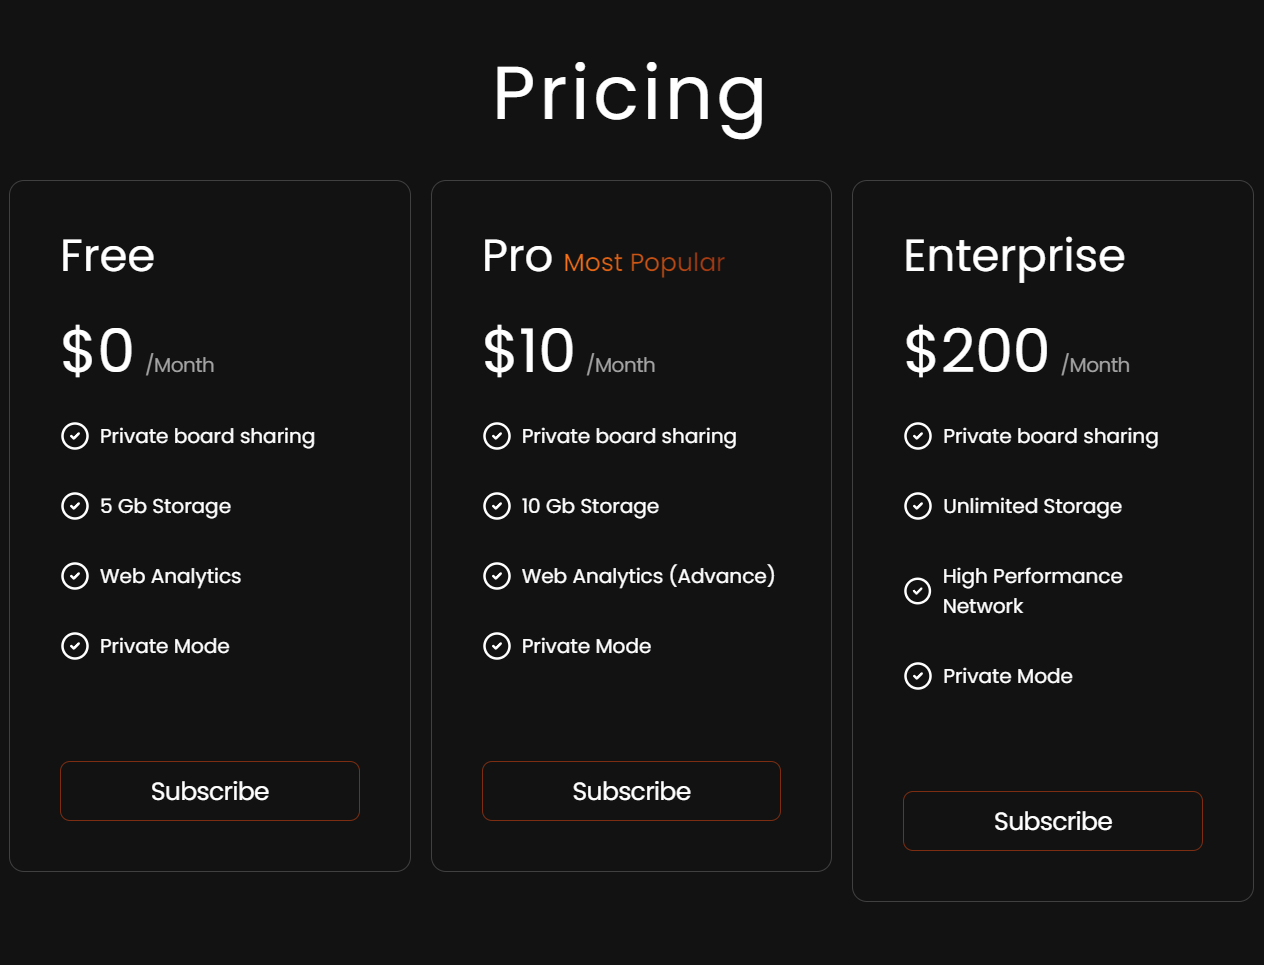 Pricing
Free
$0 /Month
Private board sharing
5 Gb Storage
Web Analytics
Private Mode
Subscribe
Pro Most Popular
$10 /Month
Private board sharing
10 Gb Storage
Web Analytics (Advance)
Private Mode
Subscribe
Enterprise
$200 /Month
Private board sharing
Unlimited Storage
High Performance
Network
Private Mode
Subscribe